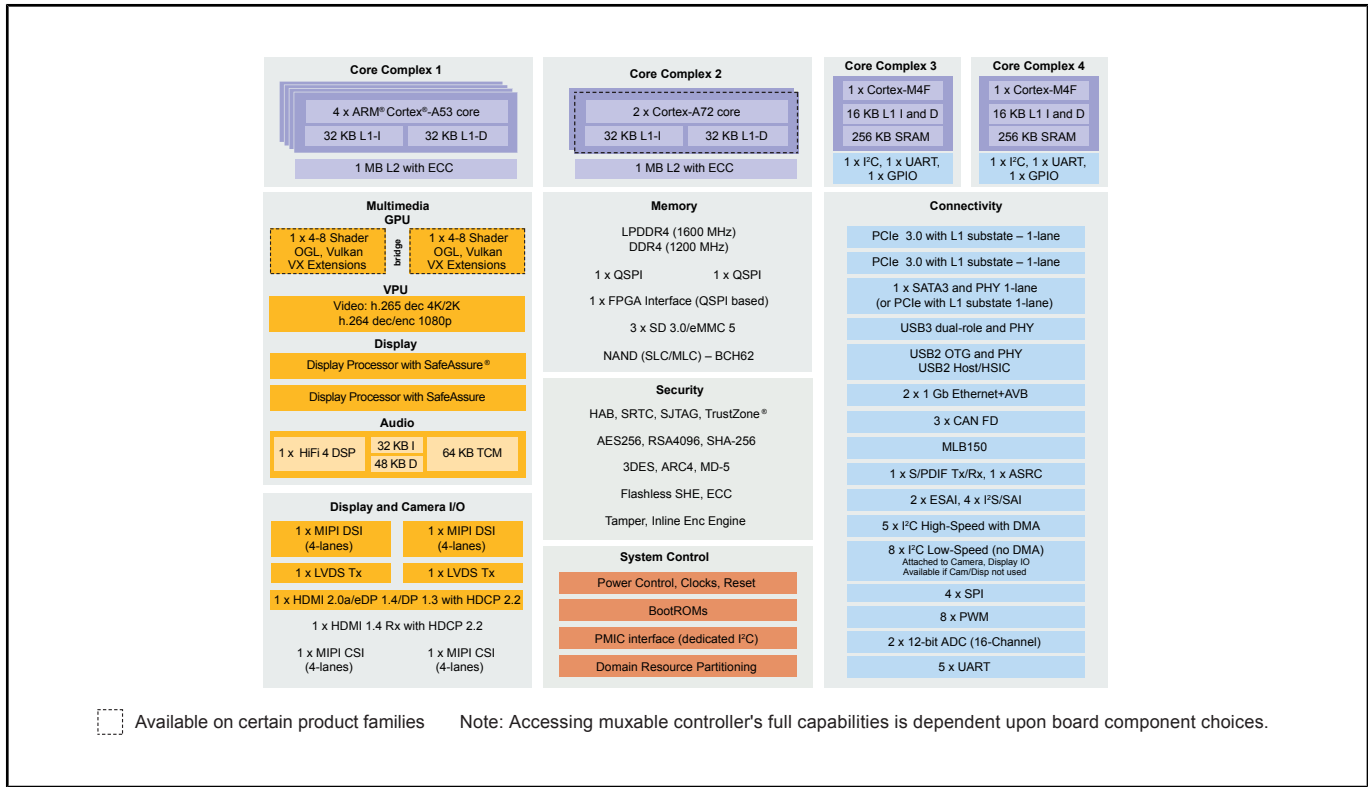 Core Complex 1
4 x ARM® Cortex®-A53 core
32 KB L1-I
32 KB L1-D
1 MB L2 with ECC
Core Complex 2
2 x Cortex-A72 core
32 KB L1-I
32 KB L1-D
1 MB L2 with ECC
Core Complex 3
1 x Cortex-M4F
16 KB L1 I and D
256 KB SRAM
1 x I²C, 1 x UART,
1 x GPIO
Core Complex 4
1 x Cortex-M4F
16 KB L1 I and D
256 KB SRAM
1 x I²C, 1 x UART,
1 x GPIO
Multimedia
GPU
1 x 4-8 Shader
OGL, Vulkan
VX Extensions
bridge
1 x 4-8 Shader
OGL, Vulkan
VX Extensions
VPU
Video: h.265 dec 4K/2K
h.264 dec/enc 1080p
Display
Display Processor with SafeAssure®
Display Processor with SafeAssure
Audio
1 x HiFi 4 DSP
32 KB I
48 KB D
64 KB TCM
Display and Camera I/O
1 x MIPI DSI
(4-lanes)
1 x MIPI DSI
(4-lanes)
1 x LVDS Tx
1 x LVDS Tx
1 x HDMI 2.0a/eDP 1.4/DP 1.3 with HDCP 2.2
1 x HDMI 1.4 Rx with HDCP 2.2
1 x MIPI CSI
(4-lanes)
1 x MIPI CSI
(4-lanes)
Memory
LPDDR4 (1600 MHz)
DDR4 (1200 MHz)
1 x QSPI
1 x QSPI
1 x FPGA Interface (QSPI based)
3 x SD 3.0/eMMC 5
NAND (SLC/MLC) – BCH62
Security
HAB, SRTC, SJTAG, TrustZone®
AES256, RSA4096, SHA-256
3DES, ARC4, MD-5
Flashless SHE, ECC
Tamper, Inline Enc Engine
System Control
Power Control, Clocks, Reset
BootROMs
PMIC interface (dedicated I²C)
Domain Resource Partitioning
Connectivity
PCIe 3.0 with L1 substate – 1-lane
PCIe 3.0 with L1 substate – 1-lane
1 x SATA3 and PHY 1-lane
(or PCIe with L1 substate 1-lane)
USB3 dual-role and PHY
USB2 OTG and PHY
USB2 Host/HSIC
2 x 1 Gb Ethernet+AVB
3 x CAN FD
MLB150
1 x S/PDIF Tx/Rx, 1 x ASRC
2 x ESAI, 4 x I²S/SAI
5 x I²C High-Speed with DMA
8 x I²C Low-Speed (no DMA)
Attached to Camera, Display IO
Available if Cam/Disp not used
4 x SPI
8 x PWM
2 x 12-bit ADC (16-Channel)
5 x UART
Available on certain product families
Note: Accessing muxable controller's full capabilities is dependent upon board component choices.